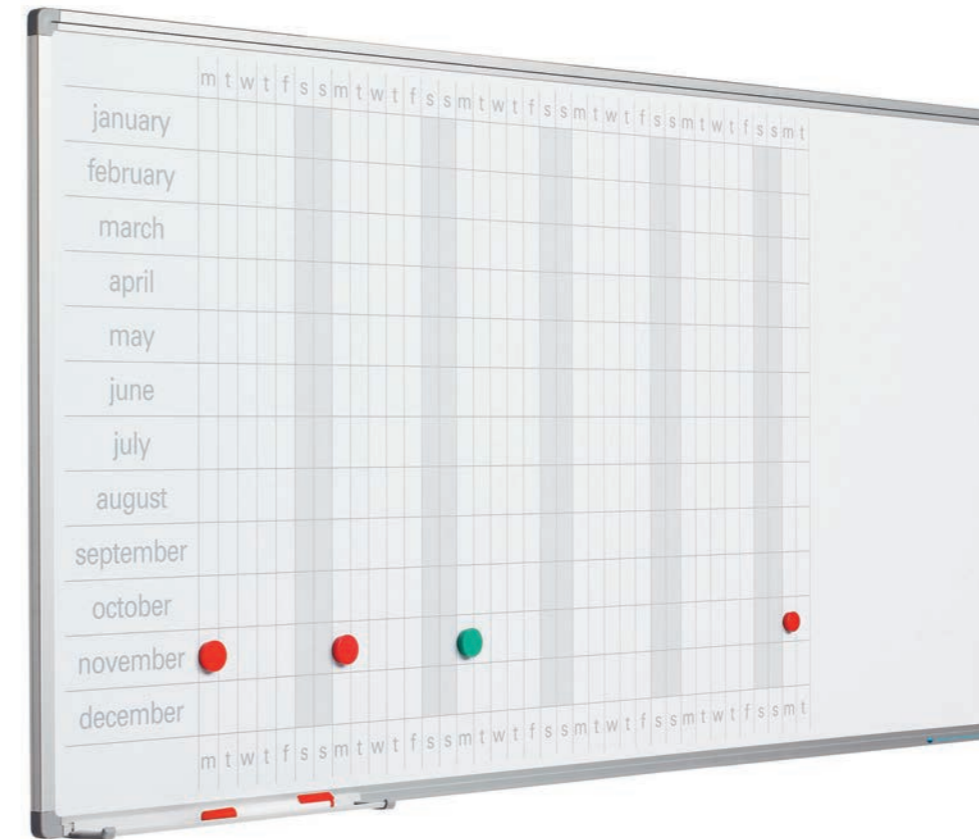 m t w t f s s m t w t f s s m t w t f s s m t w t f s s m t w t f s s m t
january
february
march
april
may
june
july
august
september
october
november
december
m t w t f s s m t w t f s s m t w t f s s m t w t f s s m t w t f s s m t